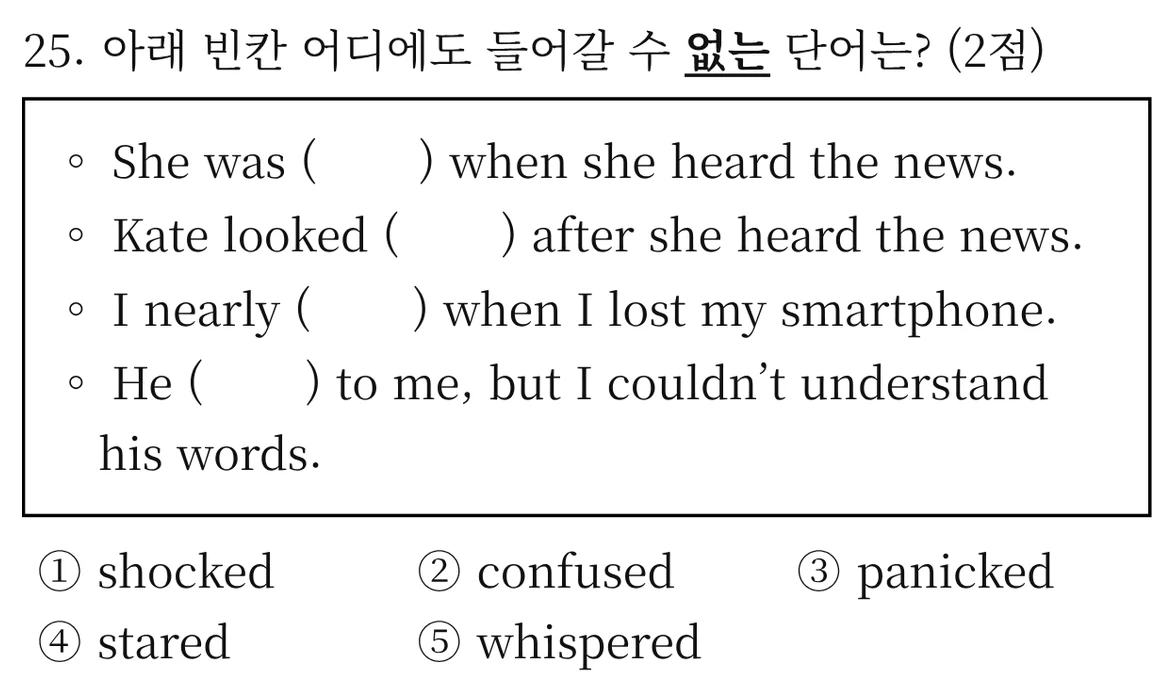 25. 아래 빈칸 어디에도 들어갈 수 없는 단어는? (2점)
◦ She was (      ) when she heard the news.
◦ Kate looked (      ) after she heard the news.
◦ I nearly (      ) when I lost my smartphone.
◦ He (      ) to me, but I couldn’t understand
his words.
① shocked ② confused ③ panicked
④ stared ⑤ whispered